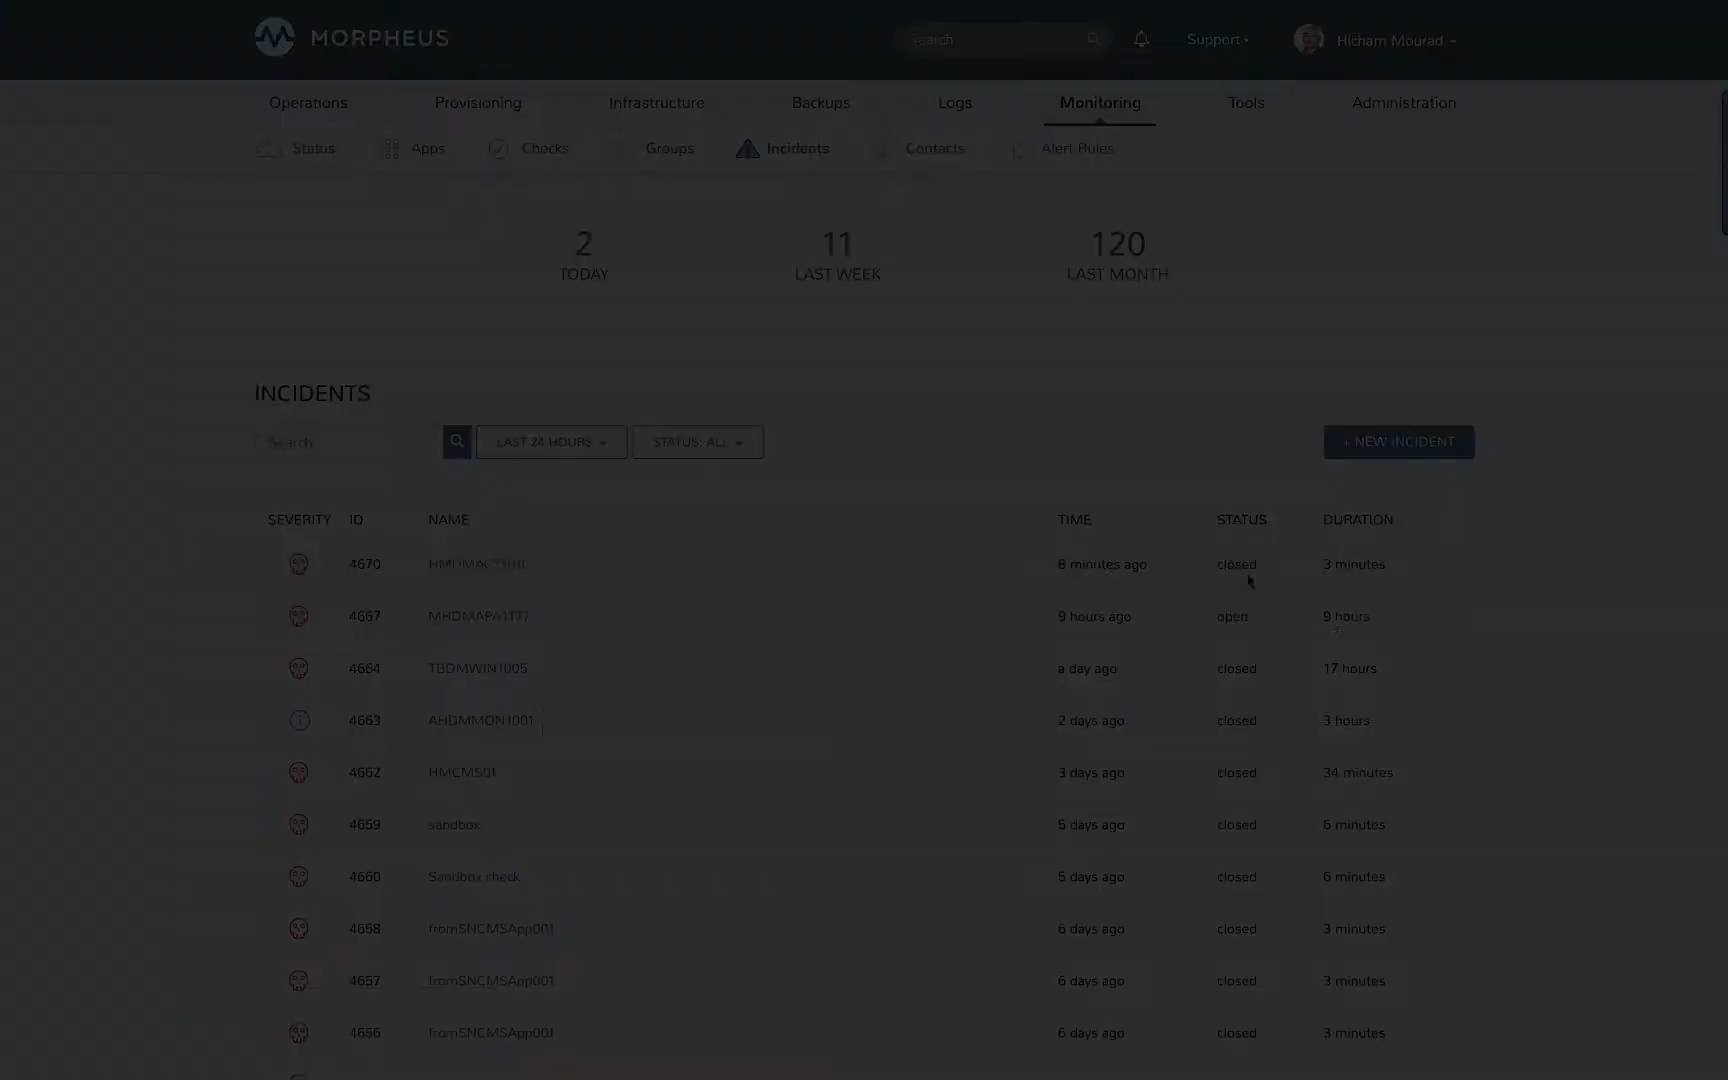 MORPHEUS search Support Hicham Mourad
Operations Provisioning Infrastructure Backups Logs Monitoring Tools Administration
Status Apps Checks Groups Incidents Contacts Alert Rules
2 11 120
TODAY LAST WEEK LAST MONTH
INCIDENTS
Search LAST 24 HOURS STATUS: ALL + NEW INCIDENT
SEVERITY ID NAME TIME STATUS DURATION
4670 8 minutes ago closed 3 minutes
4667 9 hours ago open 9 hours
4664 TBDMWIN1005 a day ago closed 17 hours
4663 AHDMMON1001 2 days ago closed 3 hours
4662 HMCMS01 3 days ago closed 34 minutes
4659 sandbox 5 days ago closed 6 minutes
4660 Sandbox check 5 days ago closed 6 minutes
4658 fromSNCMSApp001 6 days ago closed 3 minutes
4657 fromSNCMSApp001 6 days ago closed 3 minutes
4656 fromSNCMSApp001 6 days ago closed 3 minutes